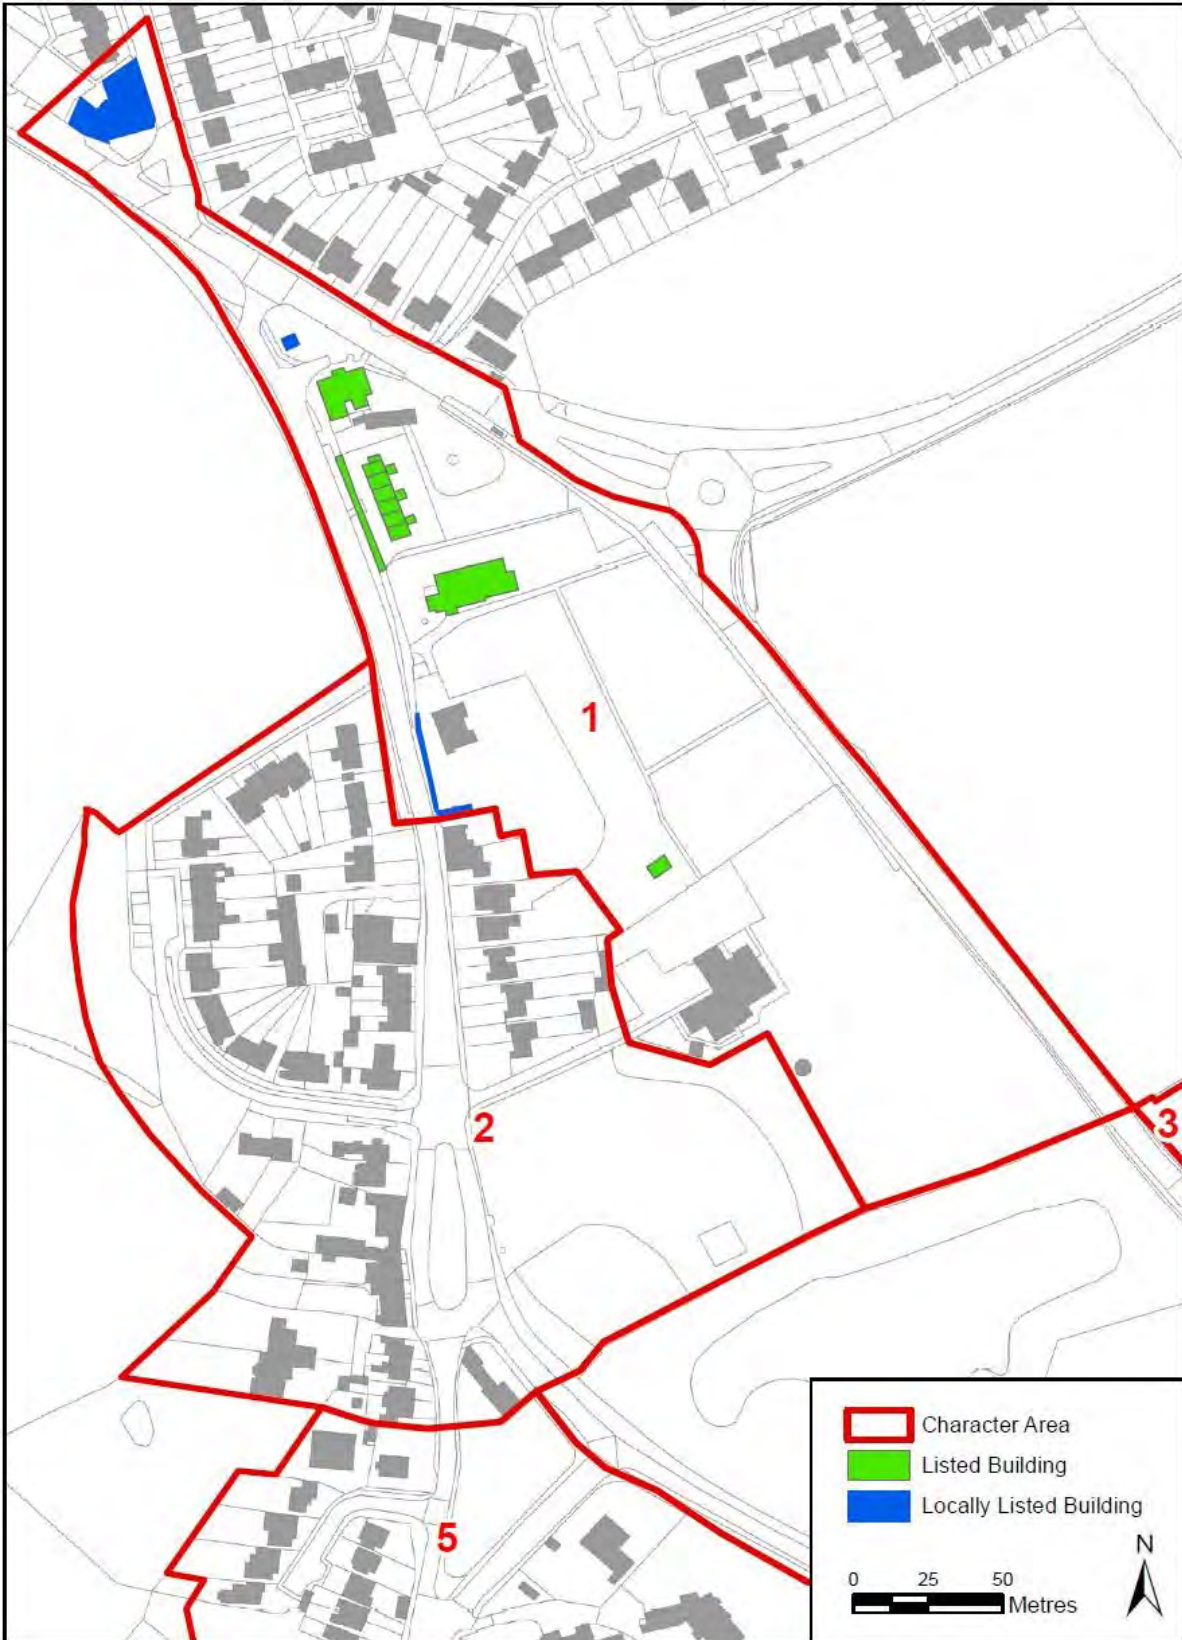 1
2
3
5
Character Area
Listed Building
Locally Listed Building
N
0 25 50
Metres